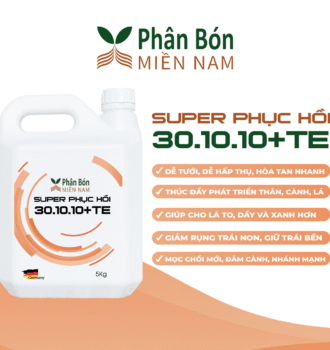 Phân Bón
MIỀN NAM
SUPER PHỤC HỒI
30.10.10+TE
DỄ TƯỚI, DỄ HẤP THỤ, HÒA TAN NHANH
THÚC ĐẨY PHÁT TRIỂN THÂN, CÀNH, LÁ
GIÚP CHO LÁ TO, DẦY VÀ XANH HƠN
GIẢM RỤNG TRÁI NON, GIỮ TRÁI BỀN
MỌC CHỒI MỚI, ĐÂM CÀNH, NHÁNH MẠNH
Phân Bón
MIỀN NAM
SUPER PHỤC HỒI
30.10.10+TE
Germany
5Kg